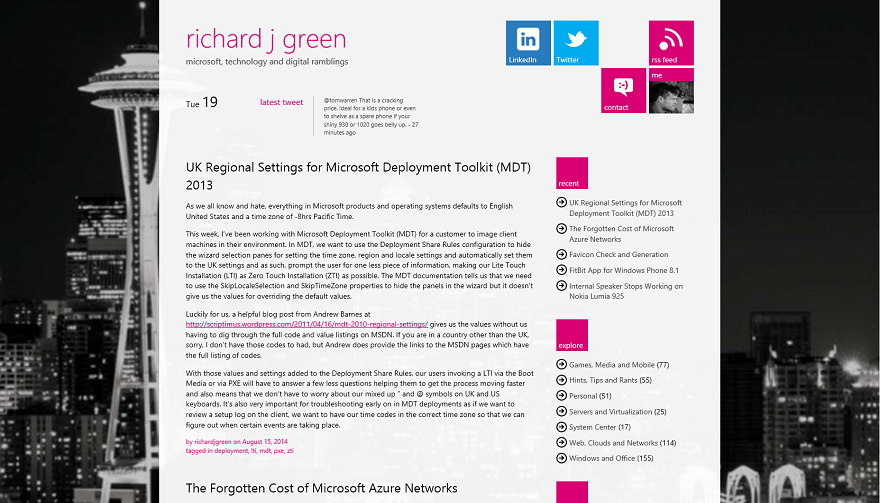 richard j green
microsoft, technology and digital ramblings
LinkedIn
Twitter
rss feed
contact
me
Tue 19
latest tweet
@tomwarren That is a cracking
price. Ideal for a kids phone or even
to shelve as a spare phone if your
shiny 930 or 1020 goes belly up. - 27
minutes ago
UK Regional Settings for Microsoft Deployment Toolkit (MDT)
2013
As we all know and hate, everything in Microsoft products and operating systems defaults to English
United States and a time zone of -8hrs Pacific Time.
This week, I've been working with Microsoft Deployment Toolkit (MDT) for a customer to image client
machines in their environment. In MDT, we want to use the Deployment Share Rules configuration to hide
the wizard selection panes for setting the time zone, region and locale settings and automatically set them
to the UK settings and as such, prompt the user for one less piece of information, making our Lite Touch
Installation (LTI) as Zero Touch Installation (ZTI) as possible. The MDT documentation tells us that we need
to use the SkipLocaleSelection and SkipTimeZone properties to hide the panels in the wizard but it doesn't
give us the values for overriding the default values.
Luckily for us, a helpful blog post from Andrew Barnes at
http://scriptimus.wordpress.com/2011/04/16/mdt-2010-regional-settings/ gives us the values without us
having to dig through the full code and value listings on MSDN. If you are in a country other than the UK,
sorry, I don't have those codes to had, but Andrew does provide the links to the MSDN pages which have
the full listing of codes.
With those values and settings added to the Deployment Share Rules, our users invoking a LTI via the Boot
Media or via PXE will have to answer a few less questions helping them to get the process moving faster
and also means that we don't have to worry about our mixed up " and @ symbols on UK and US
keyboards. It's also very important for troubleshooting early on in MDT deployments as if we want to
review a setup log on the client, we want to have our time codes in the correct time zone so that we can
figure out when certain events are taking place.
by richardjgreen on August 15, 2014
tagged in deployment, lti, mdt, pxe, zti
The Forgotten Cost of Microsoft Azure Networks
recent
UK Regional Settings for Microsoft
Deployment Toolkit (MDT) 2013
The Forgotten Cost of Microsoft
Azure Networks
Favicon Check and Generation
FitBit App for Windows Phone 8.1
Internal Speaker Stops Working on
Nokia Lumia 925
explore
Games, Media and Mobile (77)
Hints, Tips and Rants (55)
Personal (51)
Servers and Virtualization (25)
System Center (17)
Web, Clouds and Networks (114)
Windows and Office (155)